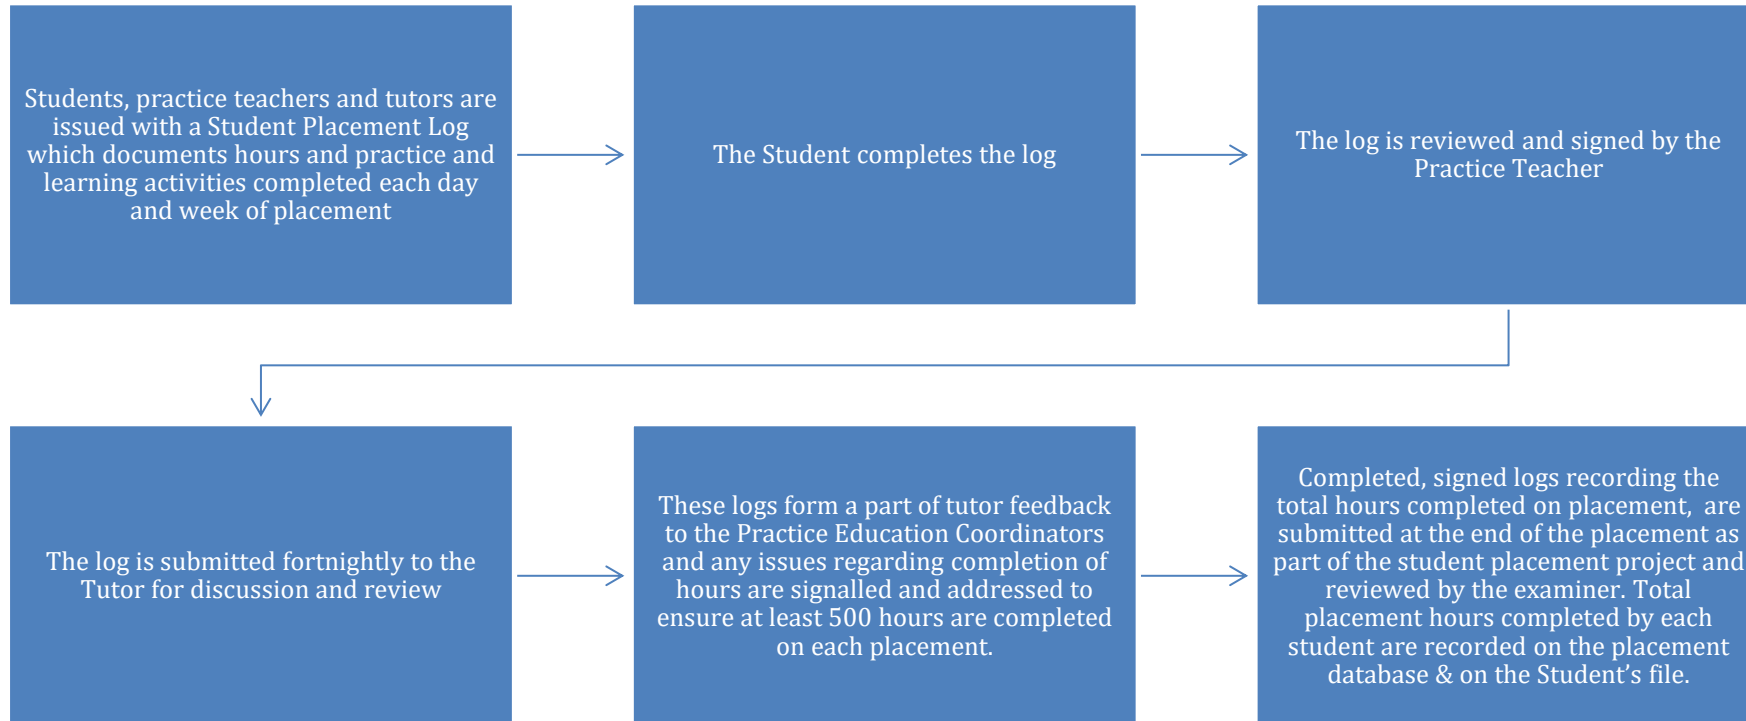 Students, practice teachers and tutors are
issued with a Student Placement Log
which documents hours and practice and
learning activities completed each day
and week of placement
The Student completes the log
The log is reviewed and signed by the
Practice Teacher
The log is submitted fortnightly to the
Tutor for discussion and review
These logs form a part of tutor feedback
to the Practice Education Coordinators
and any issues regarding completion of
hours are signalled and addressed to
ensure at least 500 hours are completed
on each placement.
Completed, signed logs recording the
total hours completed on placement,  are
submitted at the end of the placement as
part of the student placement project and
reviewed by the examiner. Total
placement hours completed by each
student are recorded on the placement
database & on the Student’s file.